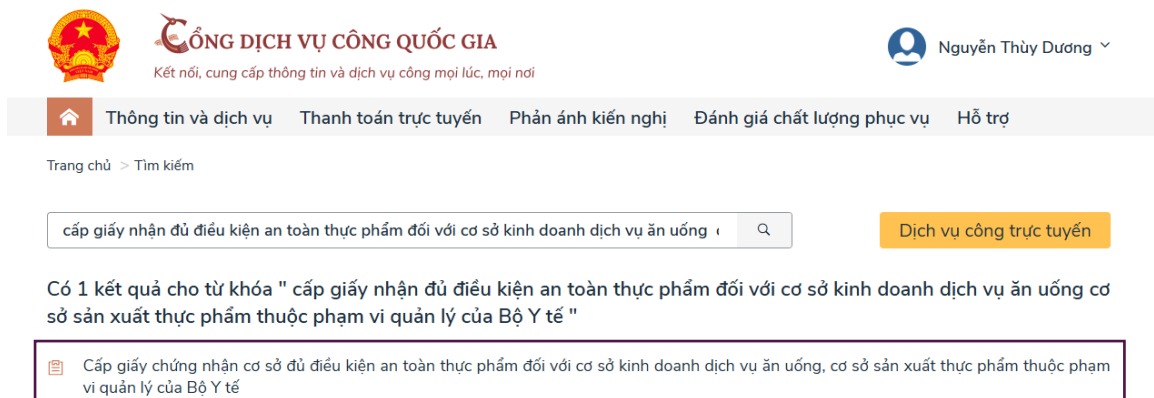 CỔNG DỊCH VỤ CÔNG QUỐC GIA
Kết nối, cung cấp thông tin và dịch vụ công mọi lúc, mọi nơi
Nguyễn Thùy Dương
Thông tin và dịch vụ Thanh toán trực tuyến Phản ánh kiến nghị Đánh giá chất lượng phục vụ Hỗ trợ
Trang chủ > Tìm kiếm
cấp giấy nhận đủ điều kiện an toàn thực phẩm đối với cơ sở kinh doanh dịch vụ ăn uống
Dịch vụ công trực tuyến
Có 1 kết quả cho từ khóa " cấp giấy nhận đủ điều kiện an toàn thực phẩm đối với cơ sở kinh doanh dịch vụ ăn uống cơ
sở sản xuất thực phẩm thuộc phạm vi quản lý của Bộ Y tế "
Cấp giấy chứng nhận cơ sở đủ điều kiện an toàn thực phẩm đối với cơ sở kinh doanh dịch vụ ăn uống, cơ sở sản xuất thực phẩm thuộc phạm
vi quản lý của Bộ Y tế